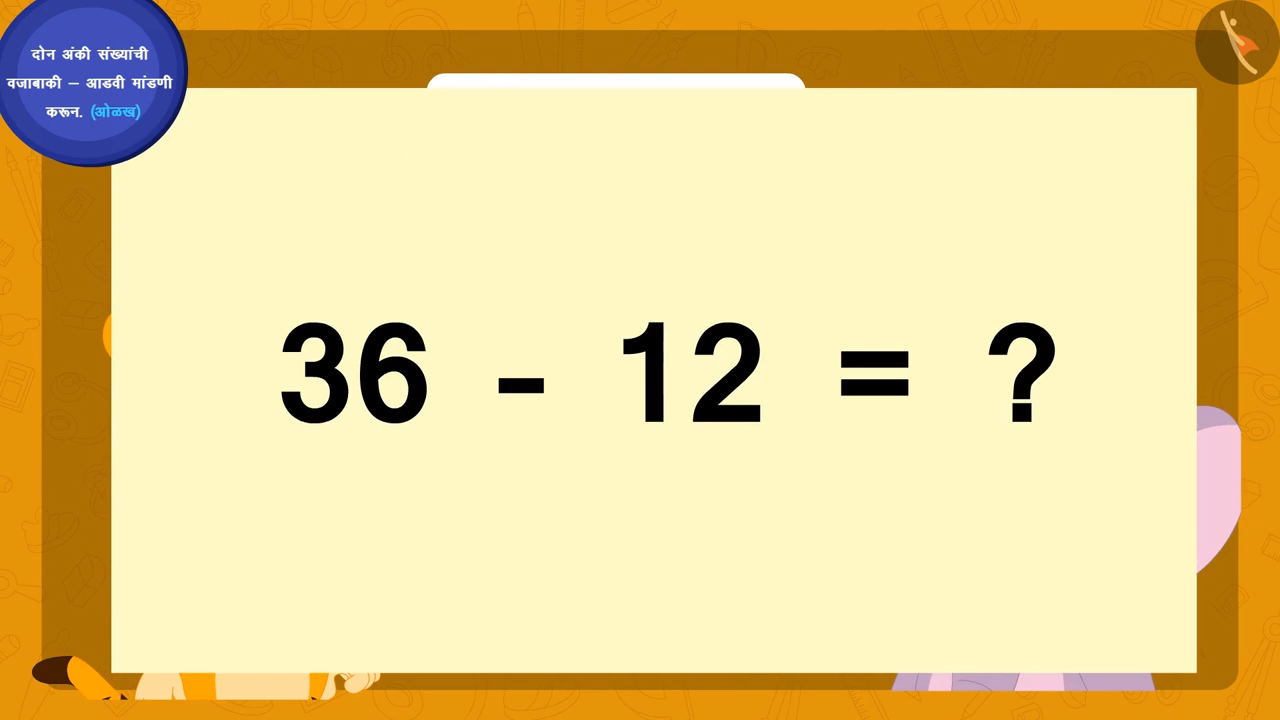 दोन अंकी संख्यांची
वजाबाकी – आडवी मांडणी
करून. (ओळख)
36 - 12 = ?